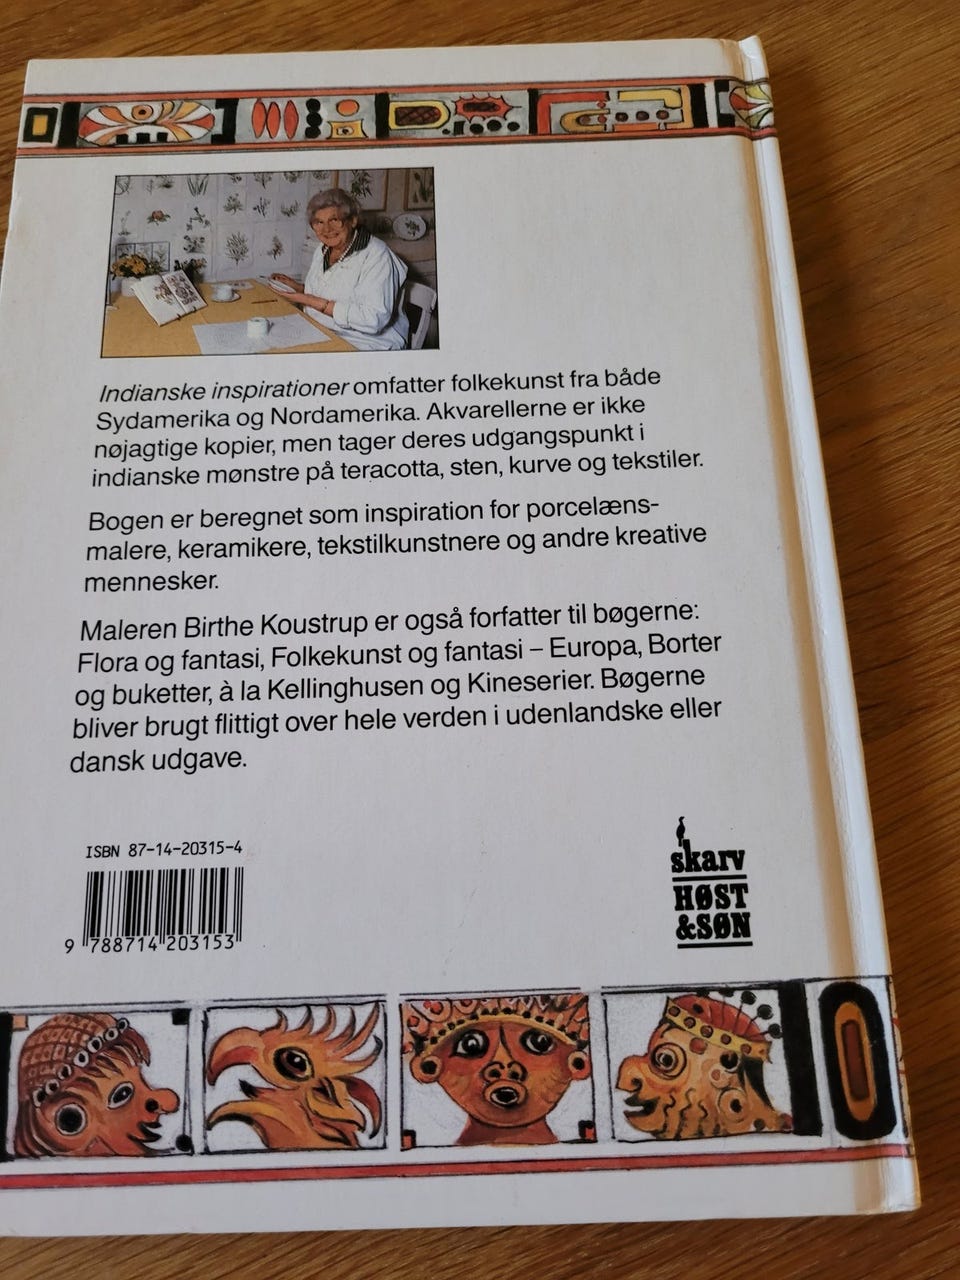 Indianske inspirationer omfatter folkekunst fra både
Sydamerika og Nordamerika. Akvarellerne er ikke
nøjagtige kopier, men tager deres udgangspunkt i
indianske mønstre på teracotta, sten, kurve og tekstiler.
Bogen er beregnet som inspiration for porcelæns-
malere, keramikere, tekstilkunstnere og andre kreative
mennesker.
Maleren Birthe Koustrup er også forfatter til bøgerne:
Flora og fantasi, Folkekunst og fantasi – Europa, Borter
og buketter, à la Kellinghusen og Kineserier. Bøgerne
bliver brugt flittigt over hele verden i udenlandske eller
dansk udgave.
ISBN 87-14-20315-4
9 788714 203153
skarv
HØST
&SØN